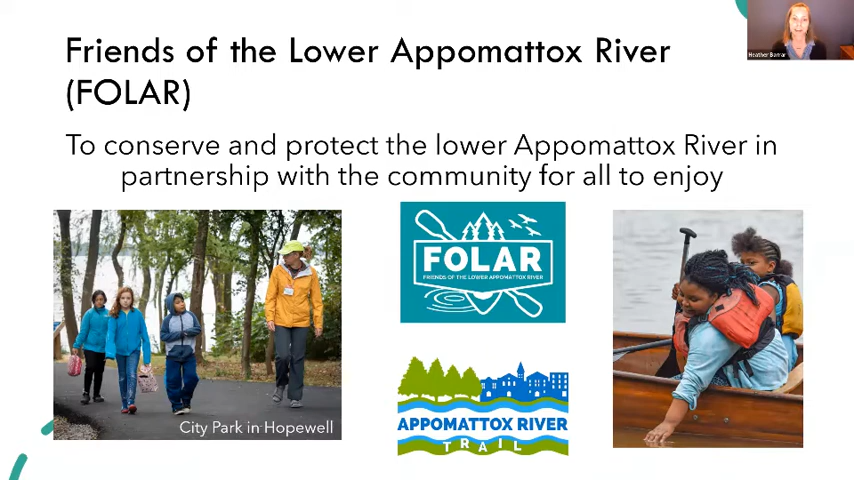 Friends of the Lower Appomattox River
(FOLAR)
Heather Barrar
To conserve and protect the lower Appomattox River in
partnership with the community for all to enjoy
FOLAR
FRIENDS OF THE LOWER APPOMATTOX RIVER
City Park in Hopewell
APPOMATTOX RIVER
TRAIL